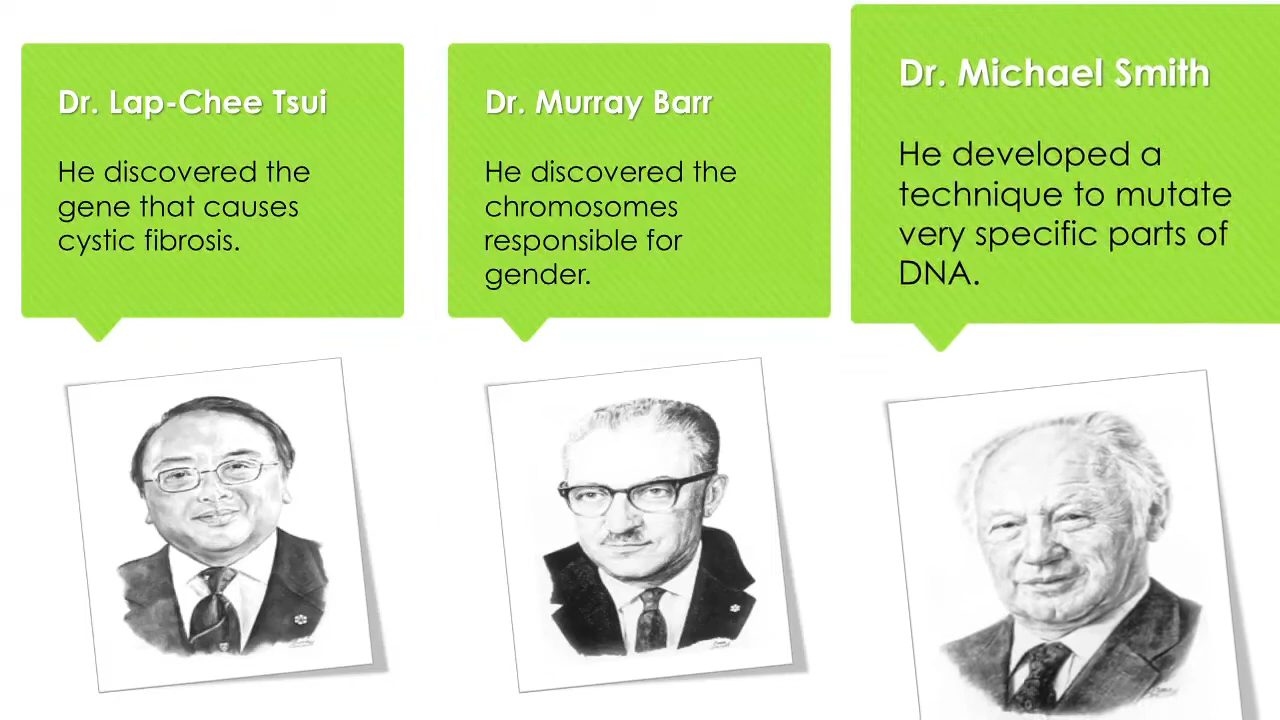 Dr. Lap-Chee Tsui
He discovered the
gene that causes
cystic fibrosis.
Dr. Murray Barr
He discovered the
chromosomes
responsible for
gender.
Dr. Michael Smith
He developed a
technique to mutate
very specific parts of
DNA.